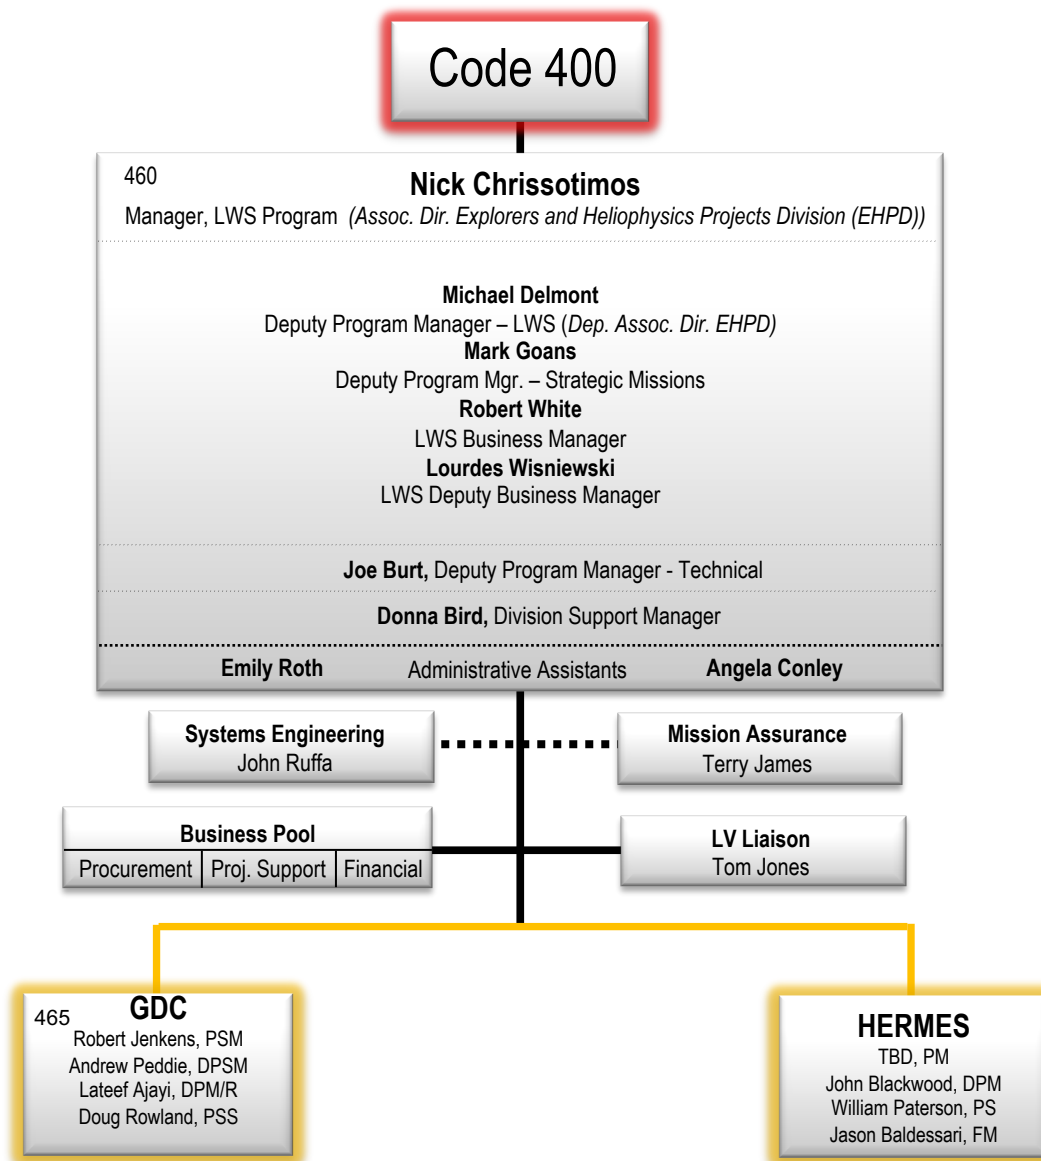 Code 400
460
Nick Chrissotimos
Manager, LWS Program (Assoc. Dir. Explorers and Heliophysics Projects Division (EHPD))
Michael Delmont
Deputy Program Manager – LWS (Dep. Assoc. Dir. EHPD)
Mark Goans
Deputy Program Mgr. – Strategic Missions
Robert White
LWS Business Manager
Lourdes Wisniewski
LWS Deputy Business Manager
Joe Burt, Deputy Program Manager - Technical
Donna Bird, Division Support Manager
Emily Roth Administrative Assistants Angela Conley
Systems Engineering
John Ruffa
Mission Assurance
Terry James
Business Pool
Procurement Proj. Support Financial
LV Liaison
Tom Jones
465 GDC
Robert Jenkens, PSM
Andrew Peddie, DPSM
Lateef Ajayi, DPM/R
Doug Rowland, PSS
HERMES
TBD, PM
John Blackwood, DPM
William Paterson, PS
Jason Baldessari, FM